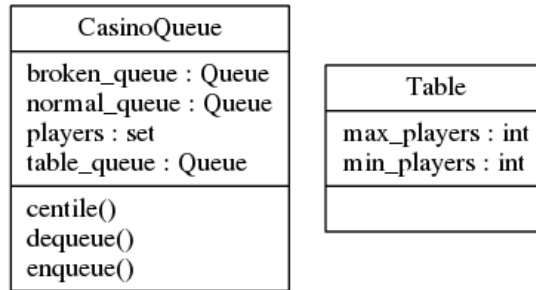 CasinoQueue
broken_queue : Queue
normal_queue : Queue
players : set
table_queue : Queue
centile()
dequeue()
enqueue()
Table
max_players : int
min_players : int